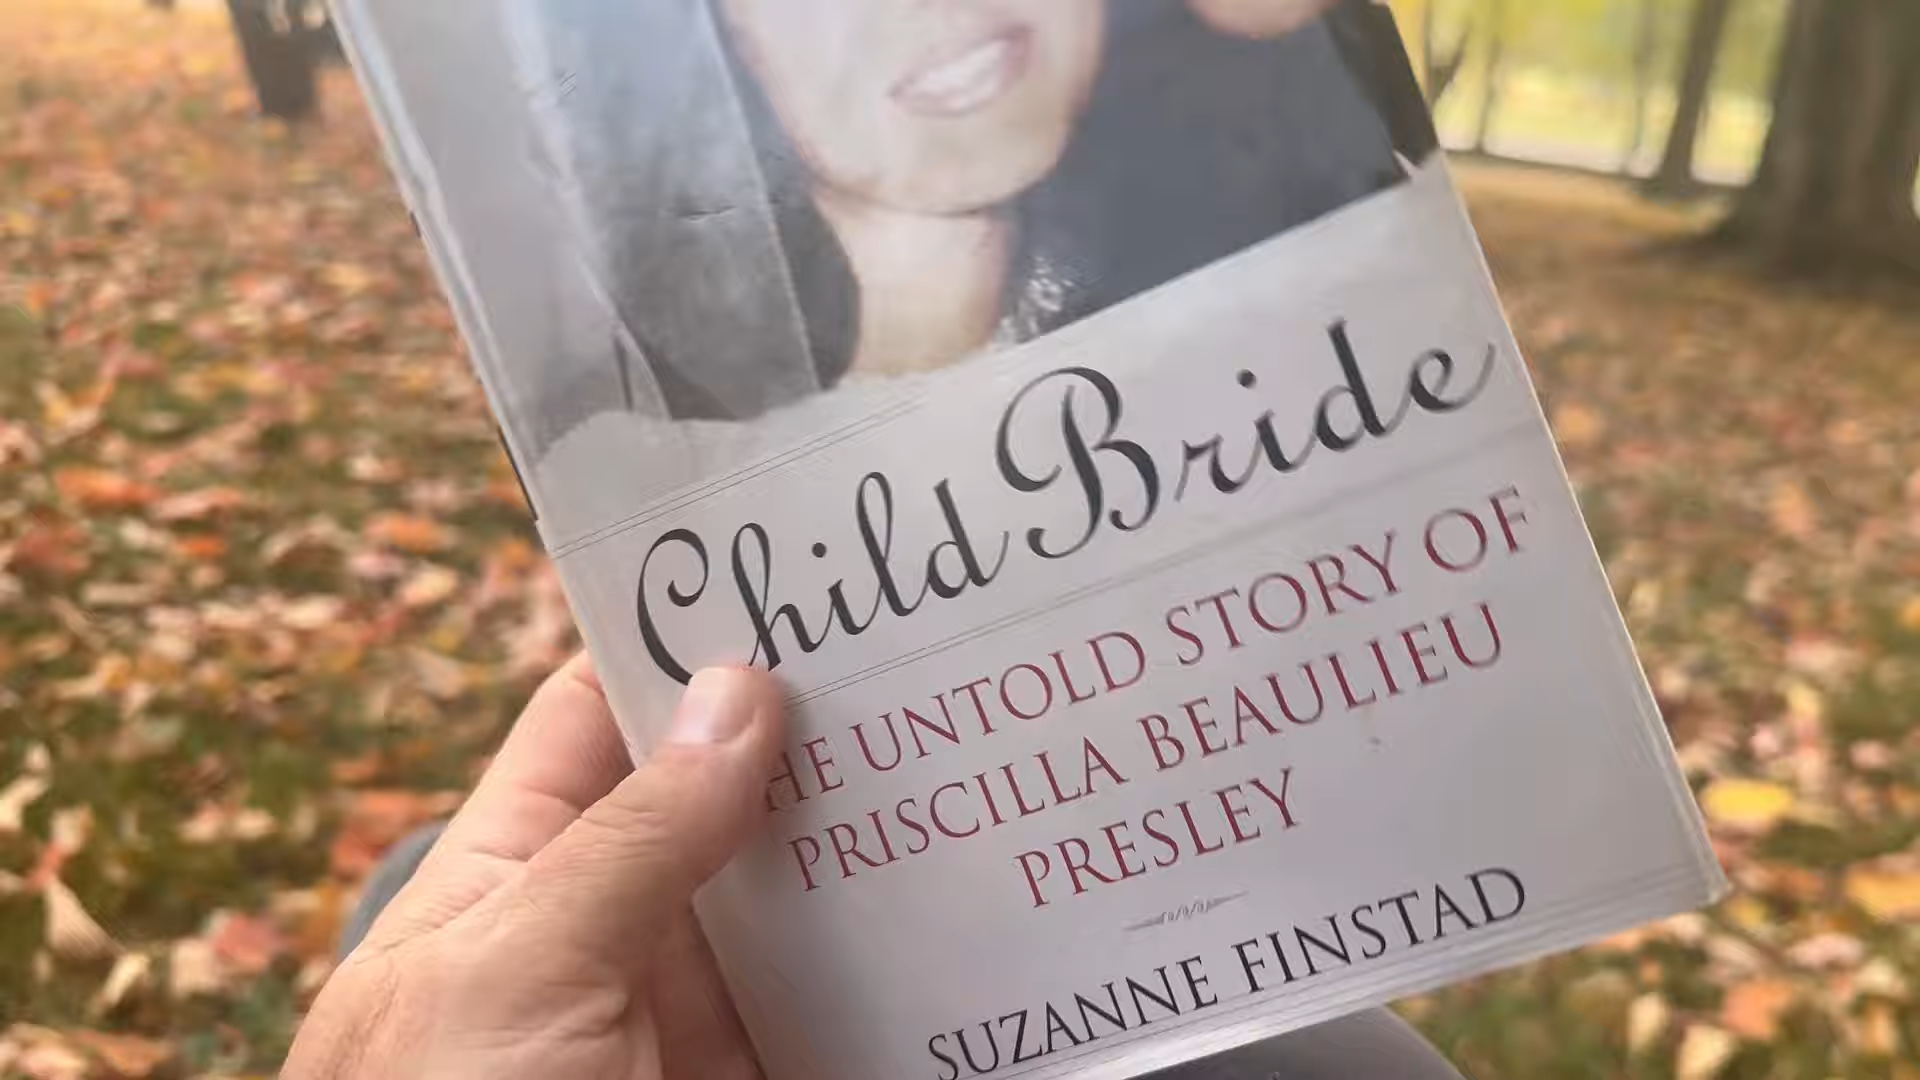 Child Bride
HE UNTOLD STORY OF
PRISCILLA BEAULIEU
PRESLEY
SUZANNE FINSTAD